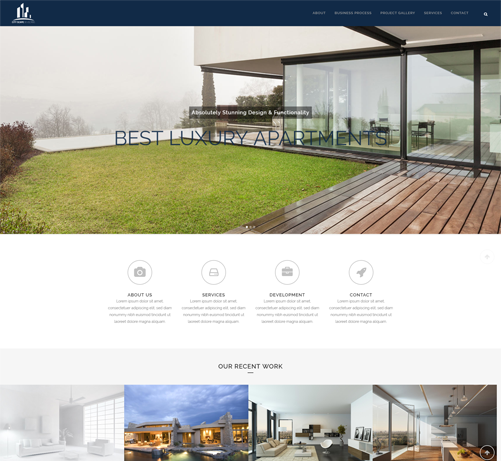 ABOUT
BUSINESS PROCESS
PROJECT GALLERY
SERVICES
CONTACT
Absolutely Stunning Design & Functionality
BEST LUXURY APARTMENTS
ABOUT US
Lorem ipsum dolor sit amet
consectetuer adipiscing elit, sed diam
nonummy nibh euismod tincidunt ut
laoreet dolore magna aliquam
SERVICES
Lorem ipsum dolor sit amet
consectetuer adipiscing elit, sed diam
nonummy nibh euismod tincidunt ut
laoreet dolore magna aliquam
DEVELOPMENT
Lorem ipsum dolor sit amet
consectetuer adipiscing elit, sed diam
nonummy nibh euismod tincidunt ut
laoreet dolore magna aliquam
CONTACT
Lorem ipsum dolor sit amet
consectetuer adipiscing elit, sed diam
nonummy nibh euismod tincidunt ut
laoreet dolore magna aliquam
OUR RECENT WORK